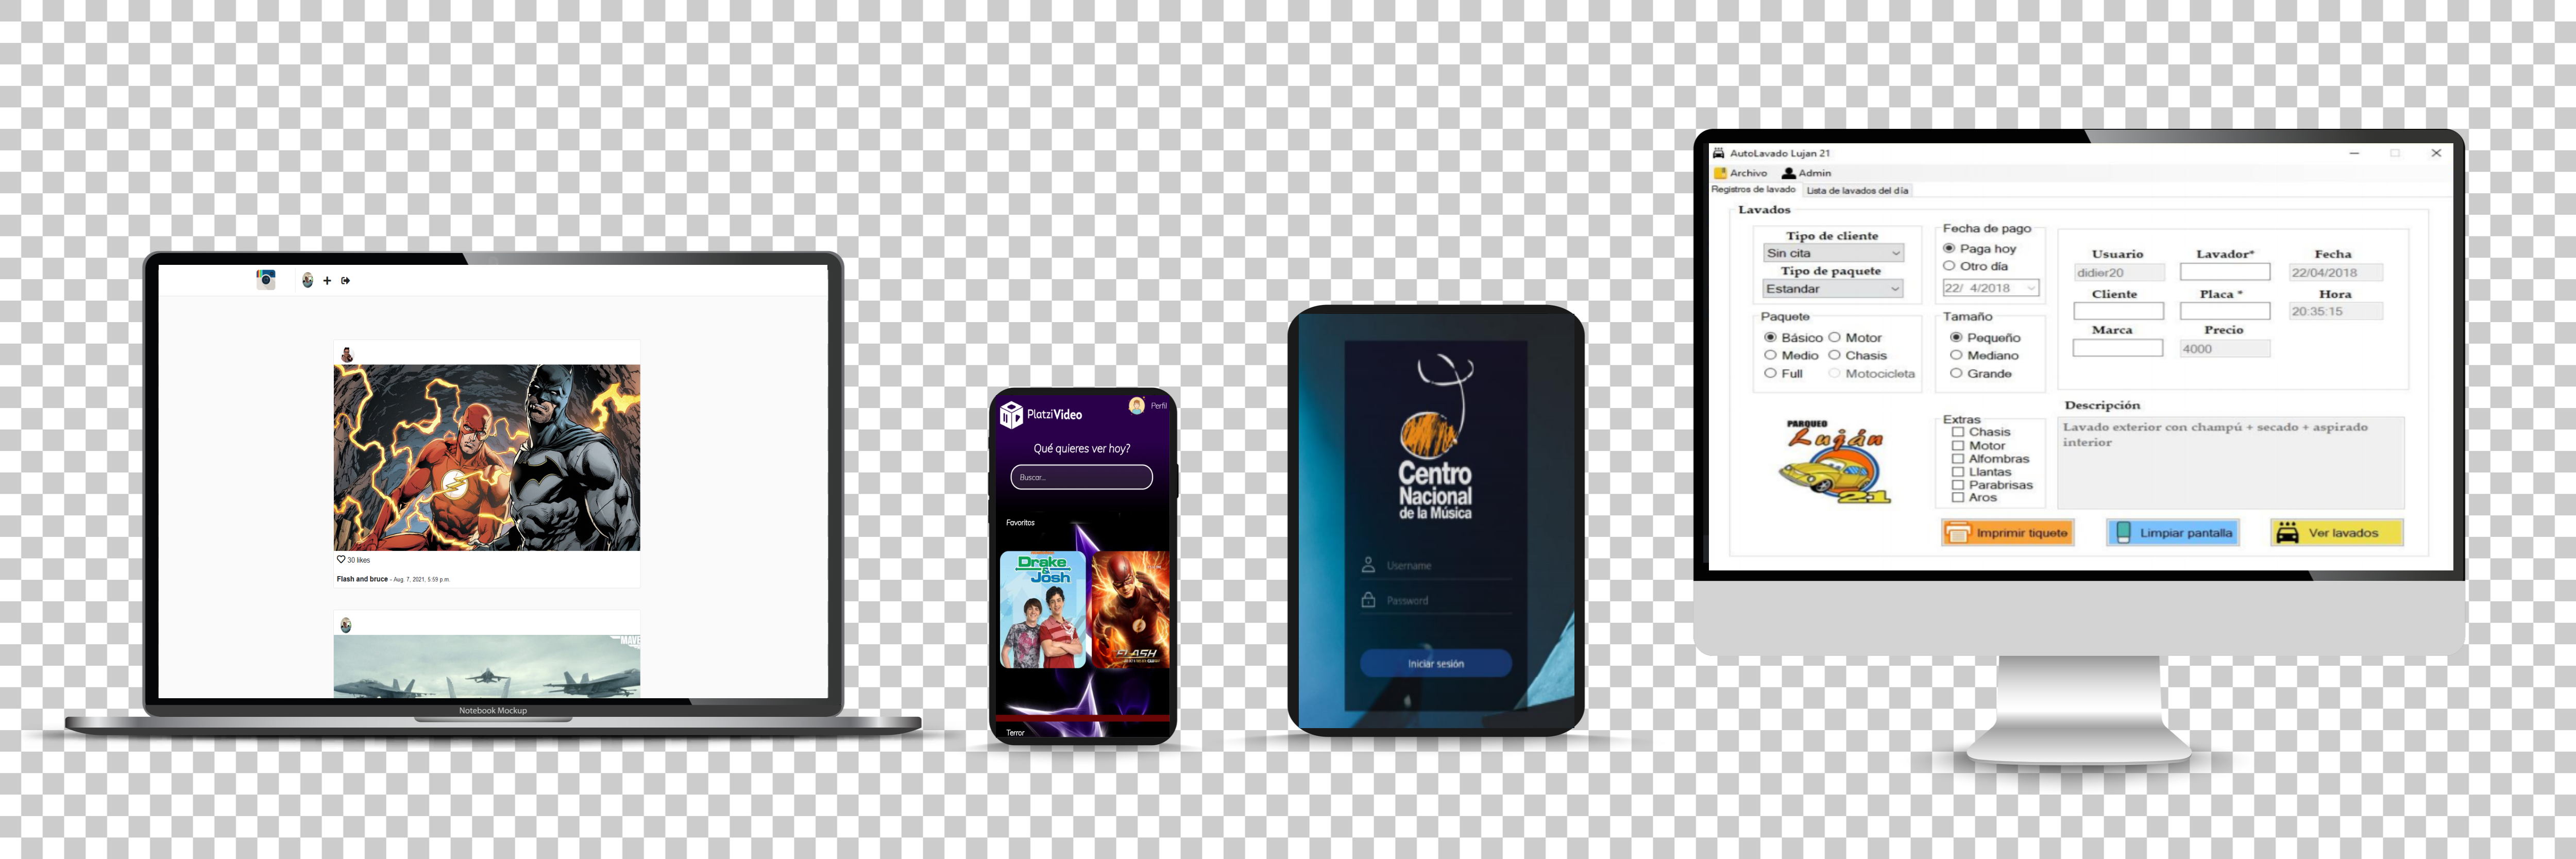 30 likes
Flash and bruce - Aug. 7, 2021, 5:59 p.m.
MAVE
Notebook Mockup
PlatziVideo
Perfil
Qué quieres ver hoy?
Buscar...
Favoritos
Drake
&
Josh
FLASH
Terror
Centro
Nacional
de la Música
Username
Password
Iniciar sesión
AutoLavado Lujan 21
Archivo Admin
Registros de lavado Lista de lavados del día
Lavados
Tipo de cliente
Sin cita
Tipo de paquete
Estandar
Fecha de pago
Paga hoy
Otro día
22/ 4/2018
Paquete
Básico Motor
Medio Chasis
Full Motocicleta
Tamaño
Pequeño
Mediano
Grande
Usuario Lavador* Fecha
didier20 22/04/2018
Cliente Placa * Hora
20:35:15
Marca Precio
4000
PARQUEO
Luján
21
Extras
Chasis
Motor
Alfombras
Llantas
Parabrisas
Aros
Descripción
Lavado exterior con champú + secado + aspirado
interior
Imprimir tiquete
Limpiar pantalla
Ver lavados